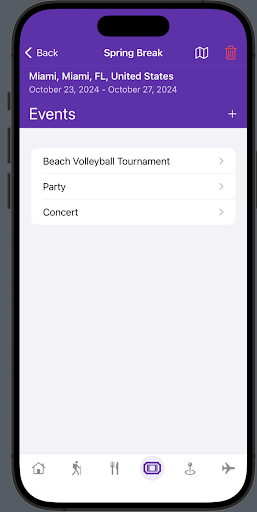 Back
Spring Break
Miami, Miami, FL, United States
October 23, 2024 - October 27, 2024
Events
Beach Volleyball Tournament
Party
Concert